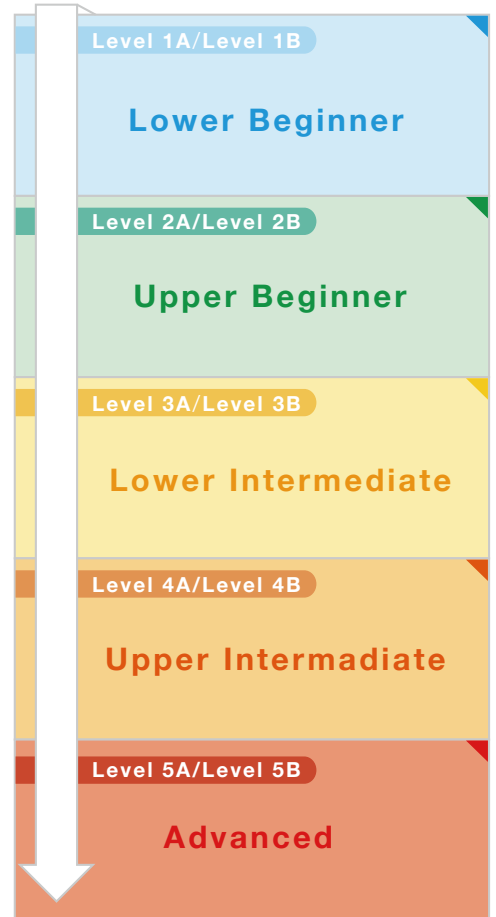 Level 1A/Level 1B
Lower Beginner
Level 2A/Level 2B
Upper Beginner
Level 3A/Level 3B
Lower Intermediate
Level 4A/Level 4B
Upper Intermadiate
Level 5A/Level 5B
Advanced